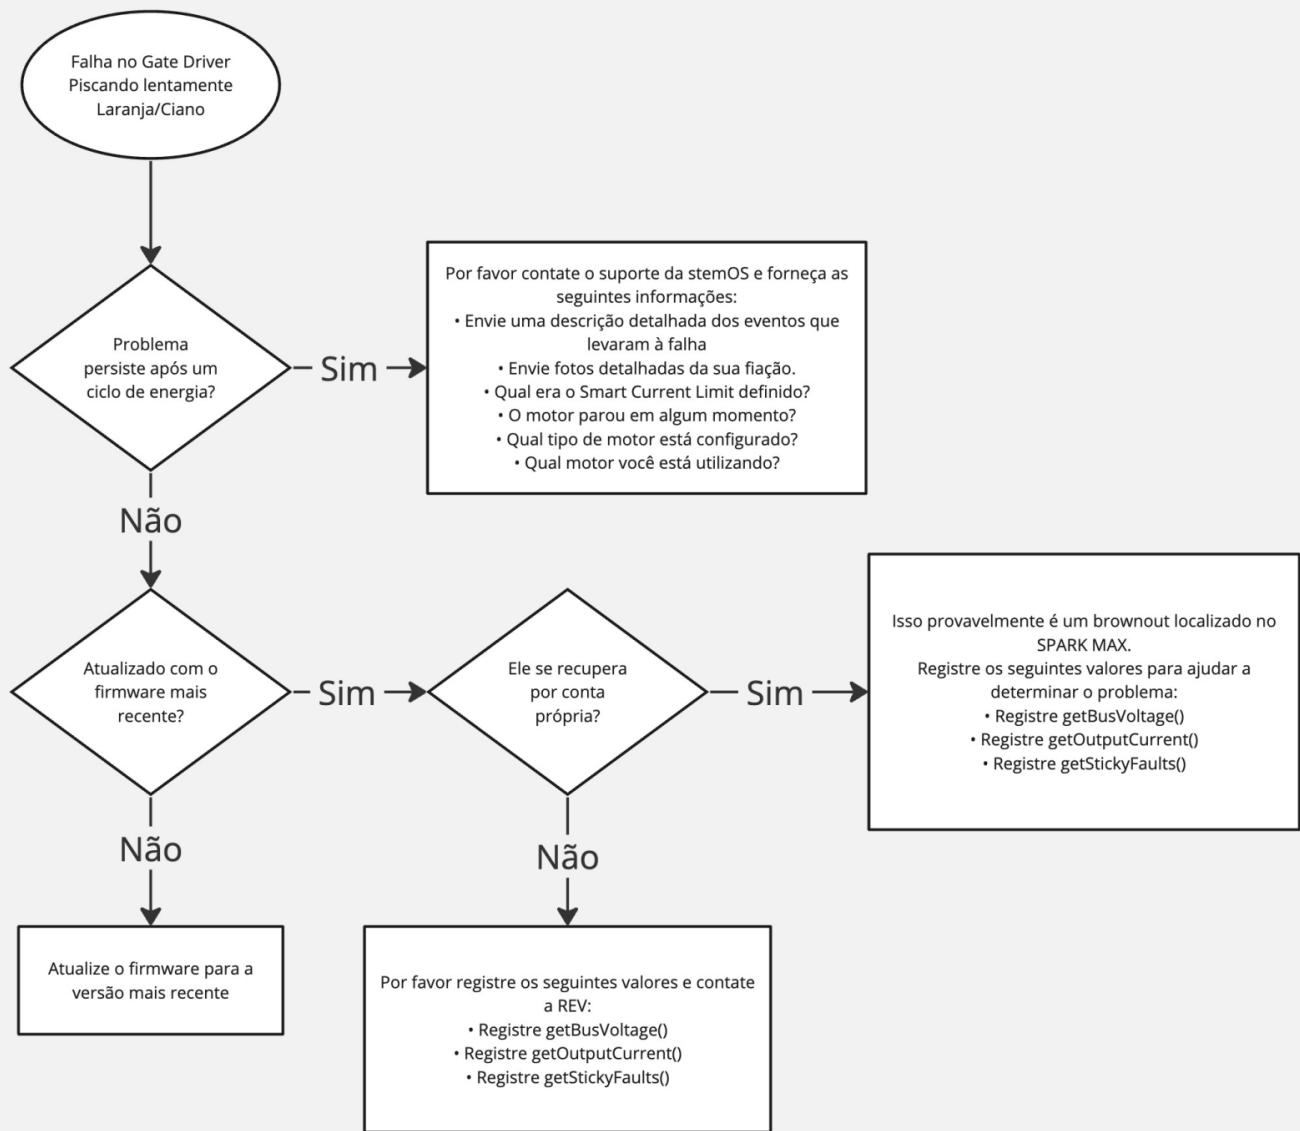 Falha no Gate Driver
Piscando lentamente
Laranja/Ciano
Problema
persiste após um
ciclo de energia?
Sim
Por favor contate o suporte da stemOS e forneça as
seguintes informações:
• Envie uma descrição detalhada dos eventos que
levaram à falha
• Envie fotos detalhadas da sua fiação.
• Qual era o Smart Current Limit definido?
• O motor parou em algum momento?
• Qual tipo de motor está configurado?
• Qual motor você está utilizando?
Não
Atualizado com o
firmware mais
recente?
Sim
Ele se recupera
por conta
própria?
Sim
Isso provavelmente é um brownout localizado no
SPARK MAX.
Registre os seguintes valores para ajudar a
determinar o problema:
• Registre getBusVoltage()
• Registre getOutputCurrent()
• Registre getStickyFaults()
Não
Não
Atualize o firmware para a
versão mais recente
Por favor registre os seguintes valores e contate
a REV:
• Registre getBusVoltage()
• Registre getOutputCurrent()
• Registre getStickyFaults()